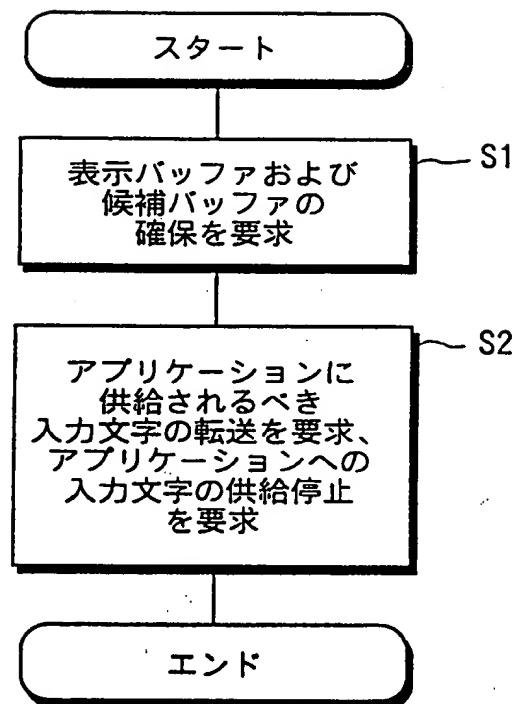 スタート
表示バッファおよび
候補バッファの
確保を要求
S1
アプリケーションに
供給されるべき
入力文字の転送を要求、
アプリケーションへの
入力文字の供給停止
を要求
S2
エンド